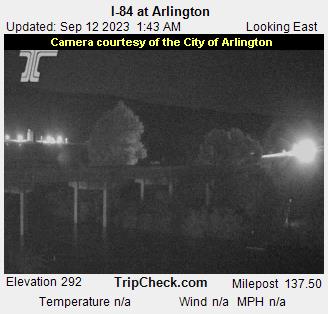 I-84 at Arlington
Updated: Sep 12 2023 1:43 AM Looking East
Camera courtesy of the City of Arlington
Elevation 292 TripCheck.com Milepost 137.50
Temperature n/a Wind n/a MPH n/a